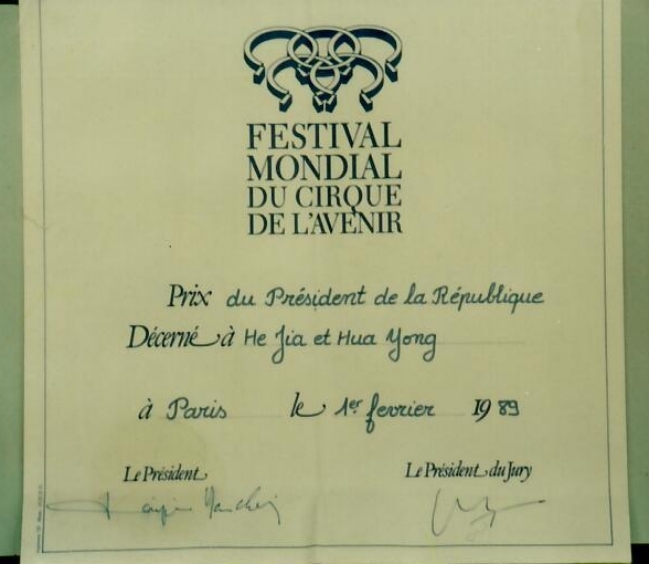 FESTIVAL
MONDIAL
DU CIRQUE
DE L'AVENIR
Prix du Président de la République
Décerné à He Jia et Hua Yong
à Paris le 1er fevrier 1989
Le Président Le Président du Jury